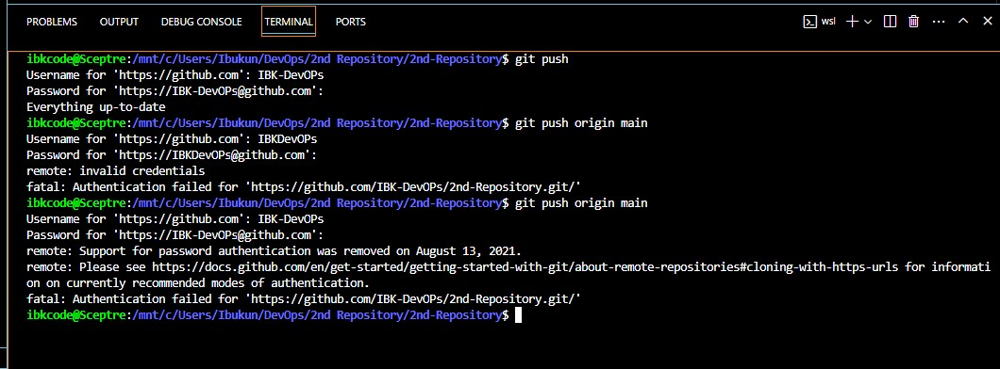 PROBLEMS OUTPUT DEBUG CONSOLE TERMINAL PORTS wsl
ibkcode@Sceptre:/mnt/c/Users/Ibukun/DevOps/2nd Repository/2nd-Repository$ git push
Username for 'https://github.com': IBK-DevOPs
Password for 'https://IBK-DevOPs@github.com':
Everything up-to-date
ibkcode@Sceptre:/mnt/c/Users/Ibukun/DevOps/2nd Repository/2nd-Repository$ git push origin main
Username for 'https://github.com': IBKDevOPs
Password for 'https://IBKDevOPs@github.com':
remote: invalid credentials
fatal: Authentication failed for 'https://github.com/IBK-DevOPs/2nd-Repository.git/'
ibkcode@Sceptre:/mnt/c/Users/Ibukun/DevOps/2nd Repository/2nd-Repository$ git push origin main
Username for 'https://github.com': IBK-DevOPs
Password for 'https://IBK-DevOPs@github.com':
remote: Support for password authentication was removed on August 13, 2021.
remote: Please see https://docs.github.com/en/get-started/getting-started-with-git/about-remote-repositories#cloning-with-https-urls for informati
on on currently recommended modes of authentication.
fatal: Authentication failed for 'https://github.com/IBK-DevOPs/2nd-Repository.git/'
ibkcode@Sceptre:/mnt/c/Users/Ibukun/DevOps/2nd Repository/2nd-Repository$